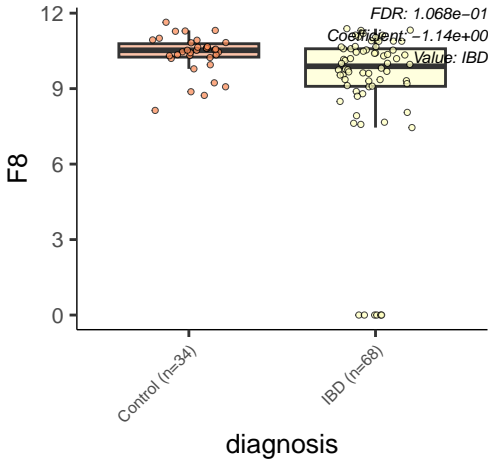 FDR: 1.068e−01
Coefficient: −1.14e+00
Value: IBD
12
9
6
3
0
F8
Control (n=34)
IBD (n=68)
diagnosis